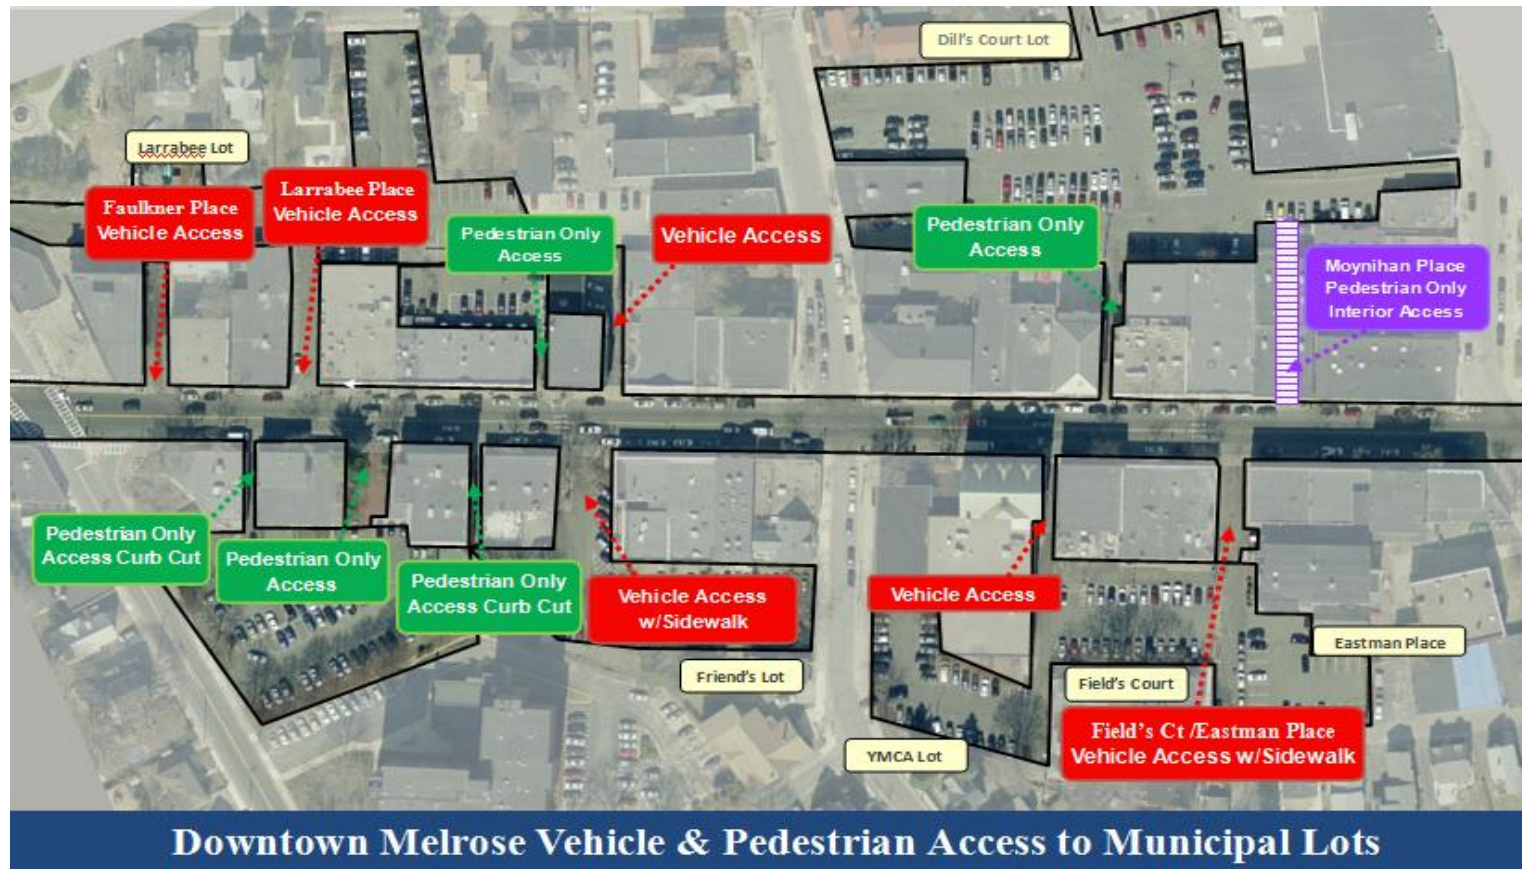 Dill's Court Lot
Larrabee Lot
Faulkner Place
Vehicle Access
Larrabee Place
Vehicle Access
Pedestrian Only
Access
Vehicle Access
Pedestrian Only
Access
Moynihan Place
Pedestrian Only
Interior Access
Pedestrian Only
Access Curb Cut
Pedestrian Only
Access
Pedestrian Only
Access Curb Cut
Vehicle Access
w/Sidewalk
Vehicle Access
Eastman Place
Friend's Lot
Field's Court
YMCA Lot
Field's Ct /Eastman Place
Vehicle Access w/Sidewalk
Downtown Melrose Vehicle & Pedestrian Access to Municipal Lots